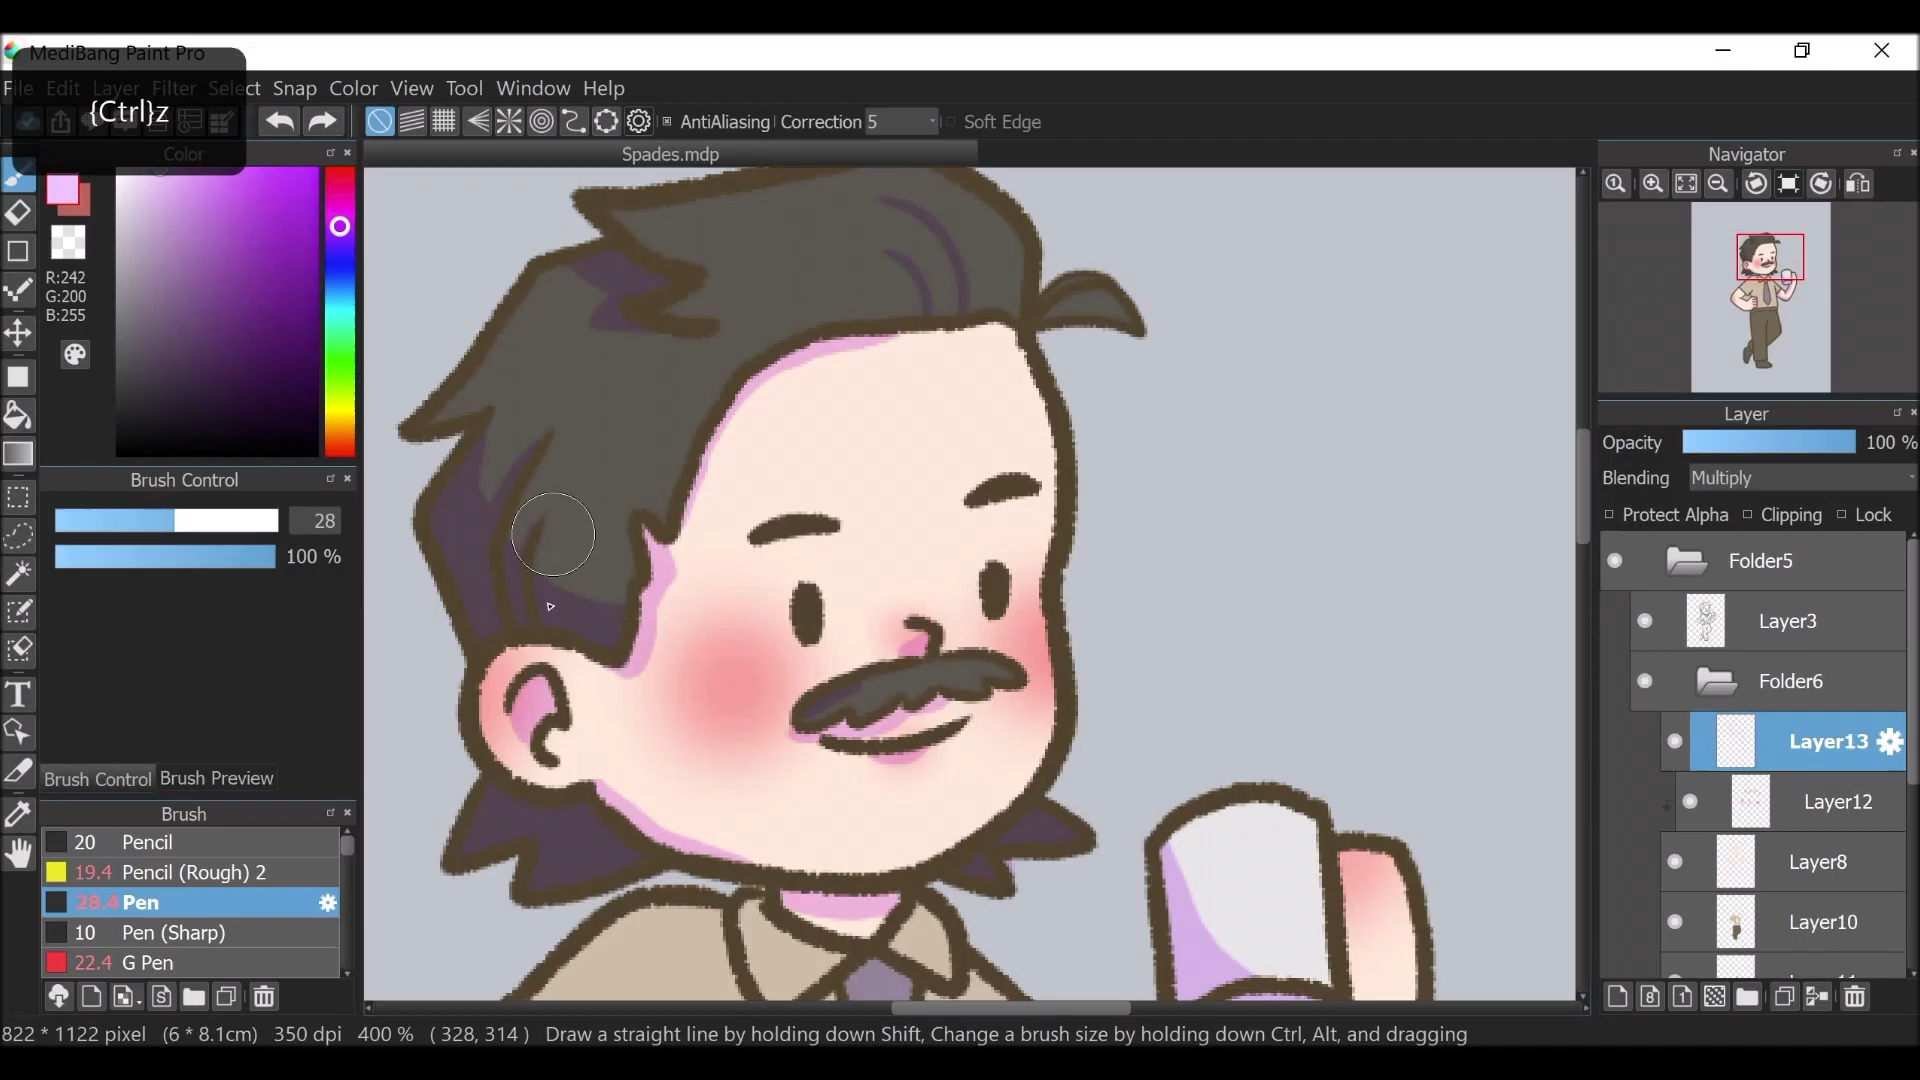 MediBang Paint Pro
File Edit Layer Filter Select Snap Color View Tool Window Help
{Ctrl}z
AntiAliasing Correction 5 Soft Edge
Color
Spades.mdp
Navigator
R:242
G:200
B:255
Layer
Opacity 100 %
Blending Multiply
Protect Alpha Clipping Lock
Brush Control
28
100 %
Folder5
Layer3
Folder6
Layer13
Layer12
Layer8
Layer10
Brush Control Brush Preview
Brush
20 Pencil
19.4 Pencil (Rough) 2
28.4 Pen
10 Pen (Sharp)
22.4 G Pen
822 * 1122 pixel (6 * 8.1cm) 350 dpi 400 % ( 328, 314 ) Draw a straight line by holding down Shift, Change a brush size by holding down Ctrl, Alt, and dragging